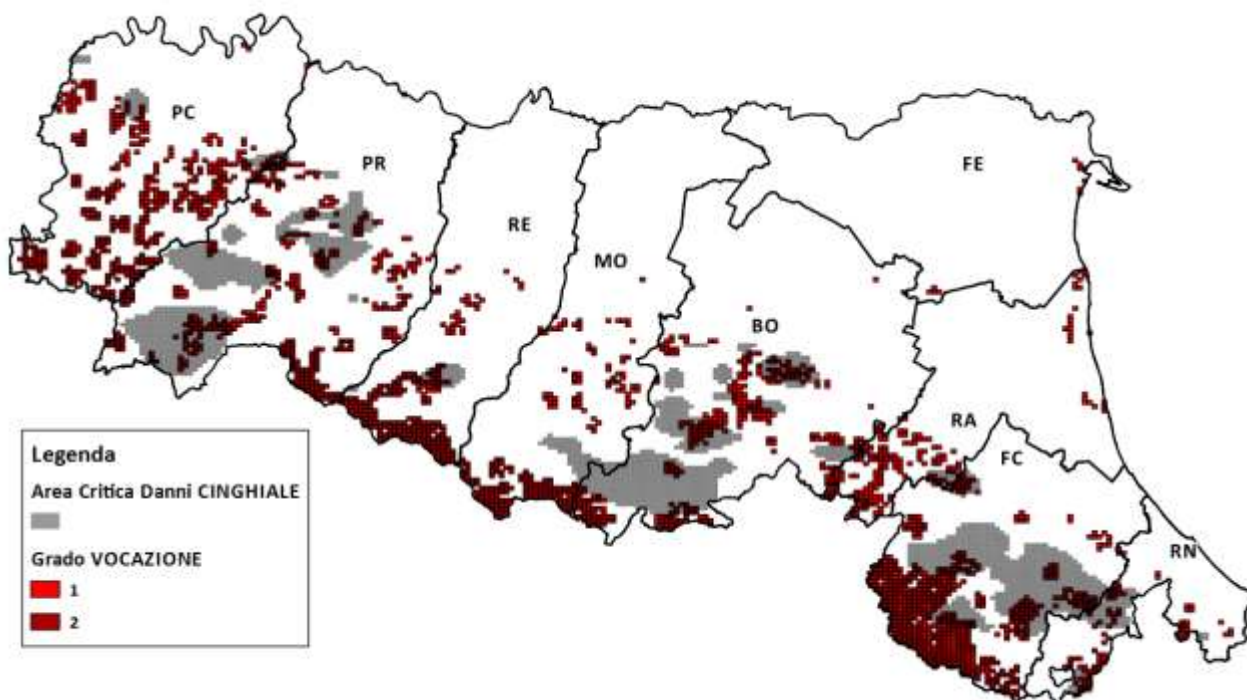 PC
PR
FE
RE
MO
BO
RA
FC
RN
Legenda
Area Critica Danni CINGHIALE
Grado VOCAZIONE
1
2